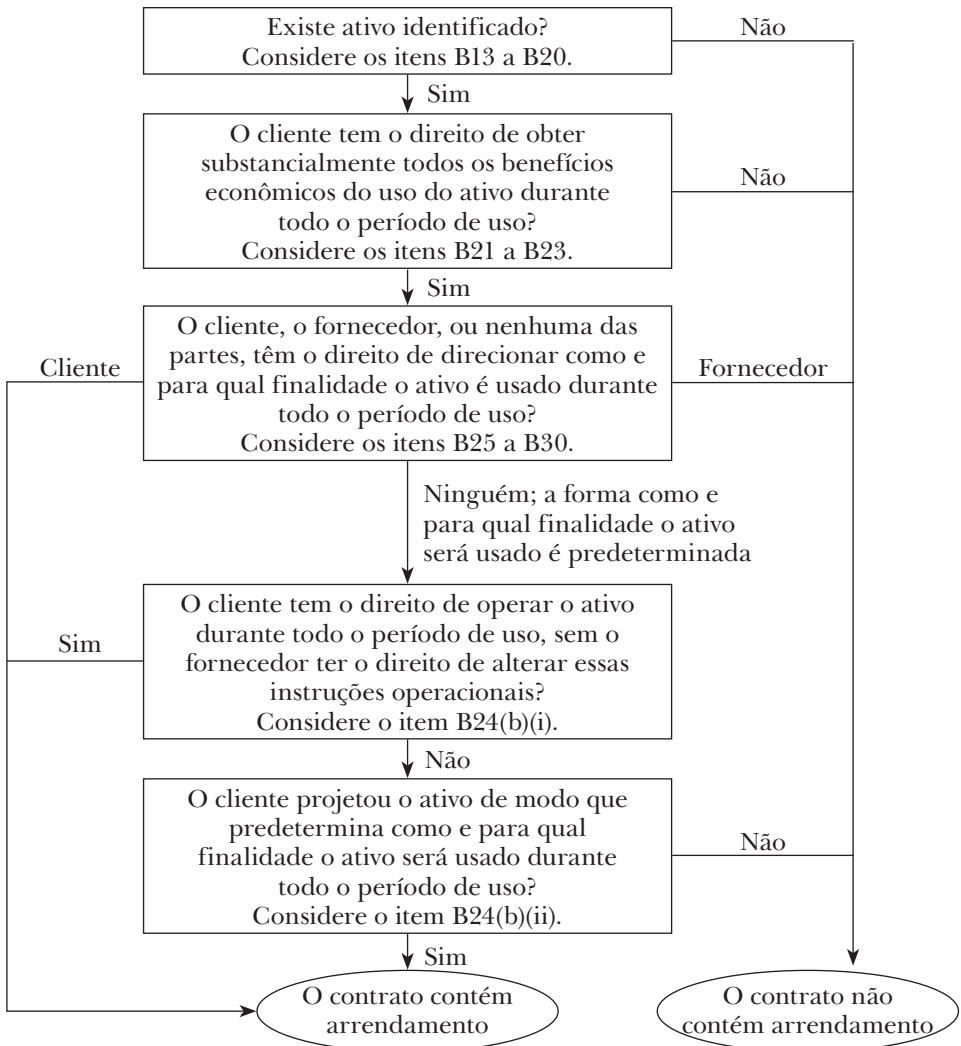 Existe ativo identificado?
Considere os itens B13 a B20.
Não
Sim
O cliente tem o direito de obter
substancialmente todos os benefícios
econômicos do uso do ativo durante
todo o período de uso?
Considere os itens B21 a B23.
Não
Sim
O cliente, o fornecedor, ou nenhuma das
partes, têm o direito de direcionar como e
para qual finalidade o ativo é usado durante
todo o período de uso?
Considere os itens B25 a B30.
Cliente
Fornecedor
Ninguém; a forma como e
para qual finalidade o ativo
será usado é predeterminada
O cliente tem o direito de operar o ativo
durante todo o período de uso, sem o
fornecedor ter o direito de alterar essas
instruções operacionais?
Considere o item B24(b)(i).
Sim
Não
O cliente projetou o ativo de modo que
predetermina como e para qual
finalidade o ativo será usado durante
todo o período de uso?
Considere o item B24(b)(ii).
Não
Sim
O contrato contém
arrendamento
O contrato não
contém arrendamento